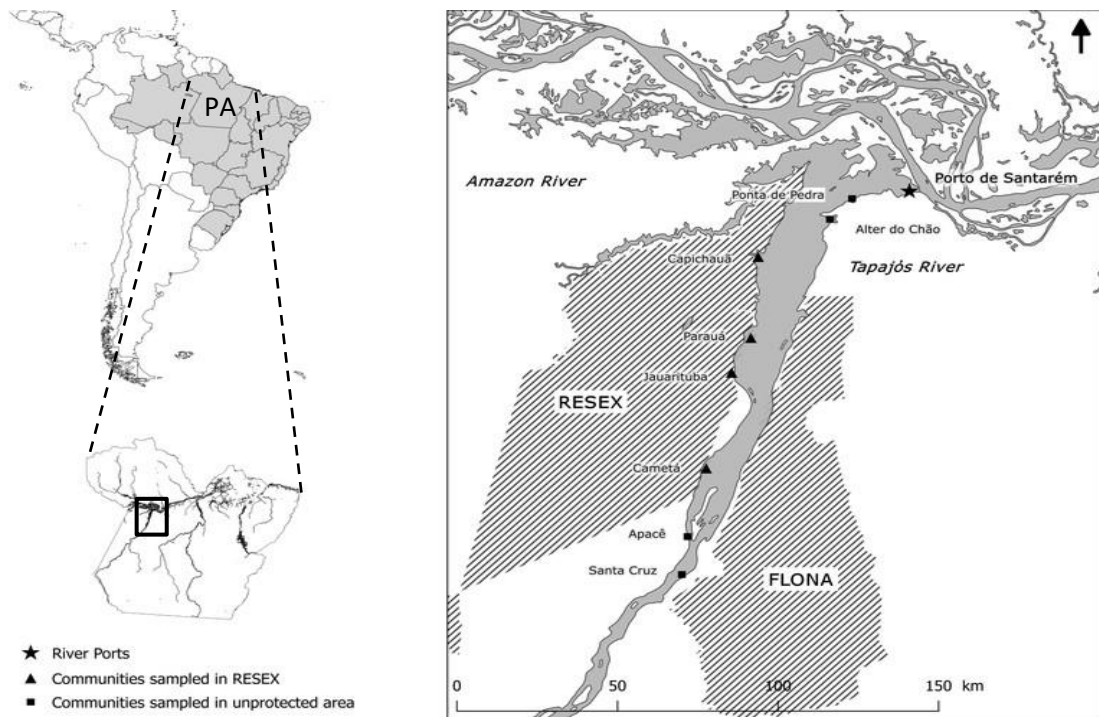 PA
River Ports
Communities sampled in RESEX
Communities sampled in unprotected area
Amazon River
Porto de Santarém
Ponta de Pedra
Alter do Chão
Capichauã
Tapajós River
Parauá
Jauarituba
RESEX
Cametá
Apacê
Santa Cruz
FLONA
0 50 100 150 km